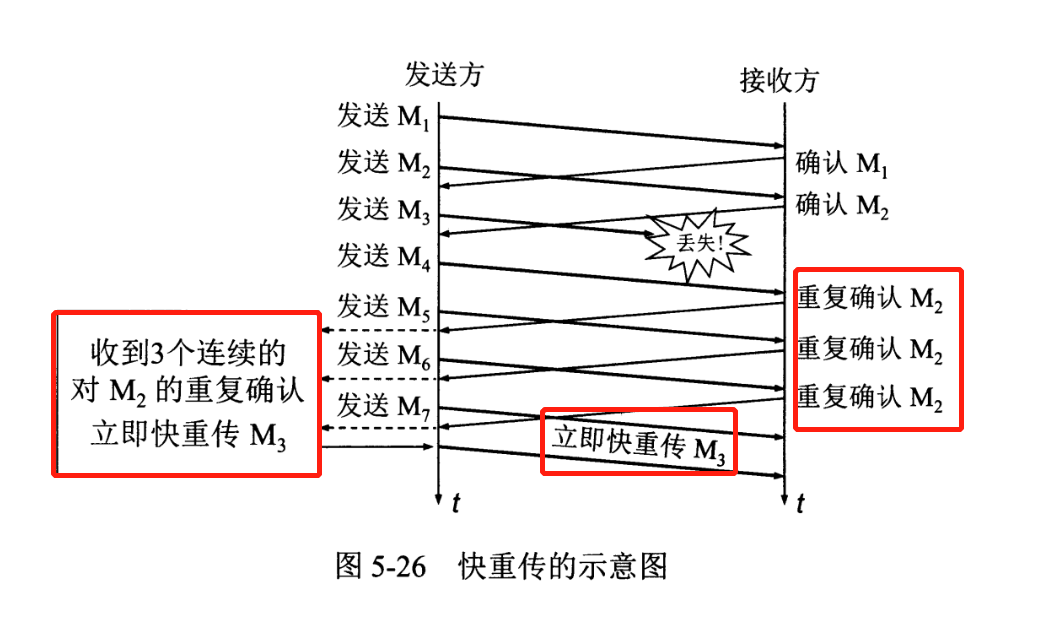 发送方
接收方
发送 M₁
发送 M₂
确认 M₁
发送 M₃
确认 M₂
丢失!
发送 M₄
发送 M₅
重复确认 M₂
发送 M₆
重复确认 M₂
发送 M₇
重复确认 M₂
收到3个连续的
对 M₂ 的重复确认
立即快重传 M₃
立即快重传 M₃
t
t
图 5-26 快重传的示意图